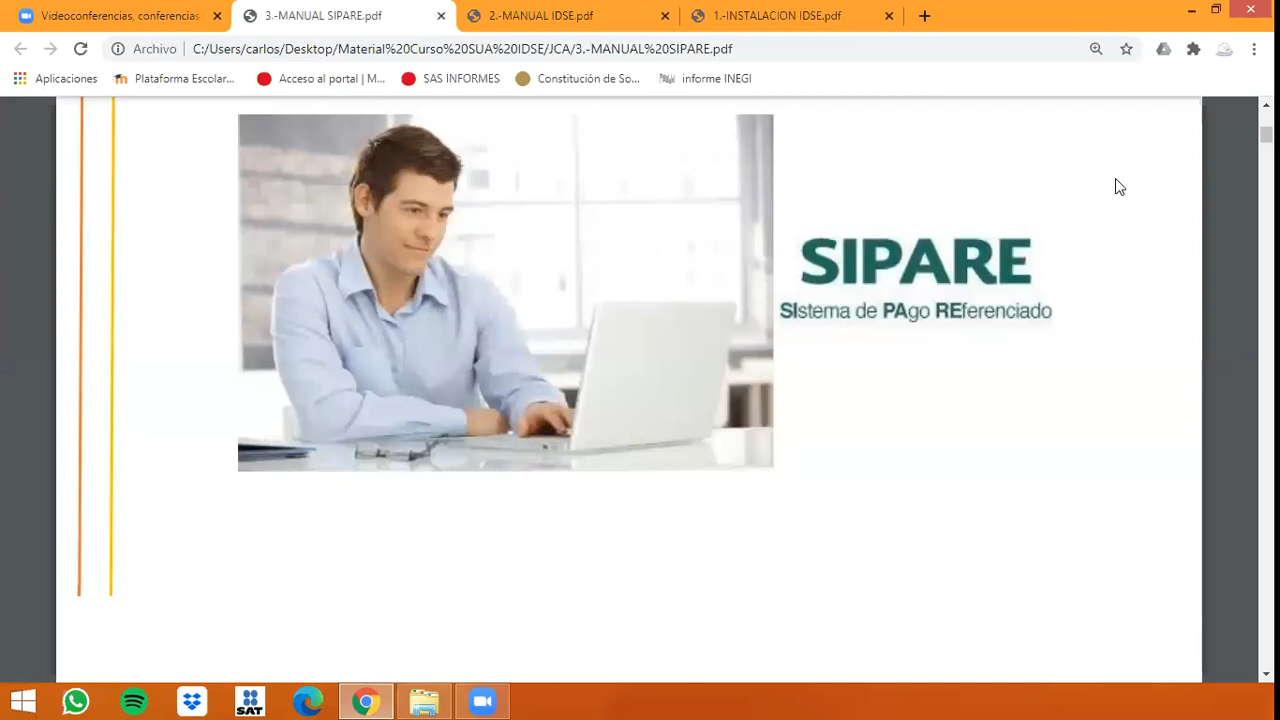 Videoconferencias, conferencias
3.-MANUAL SIPARE.pdf
2.-MANUAL IDSE.pdf
1.-INSTALACION IDSE.pdf
Archivo
C:/Users/carlos/Desktop/Material%20Curso%20SUA%20IDSE/JCA/3.-MANUAL%20SIPARE.pdf
Aplicaciones
Plataforma Escolar...
Acceso al portal | M...
SAS INFORMES
Constitución de So...
informe INEGI
SIPARE
SIstema de PAgo REferenciado
SAT